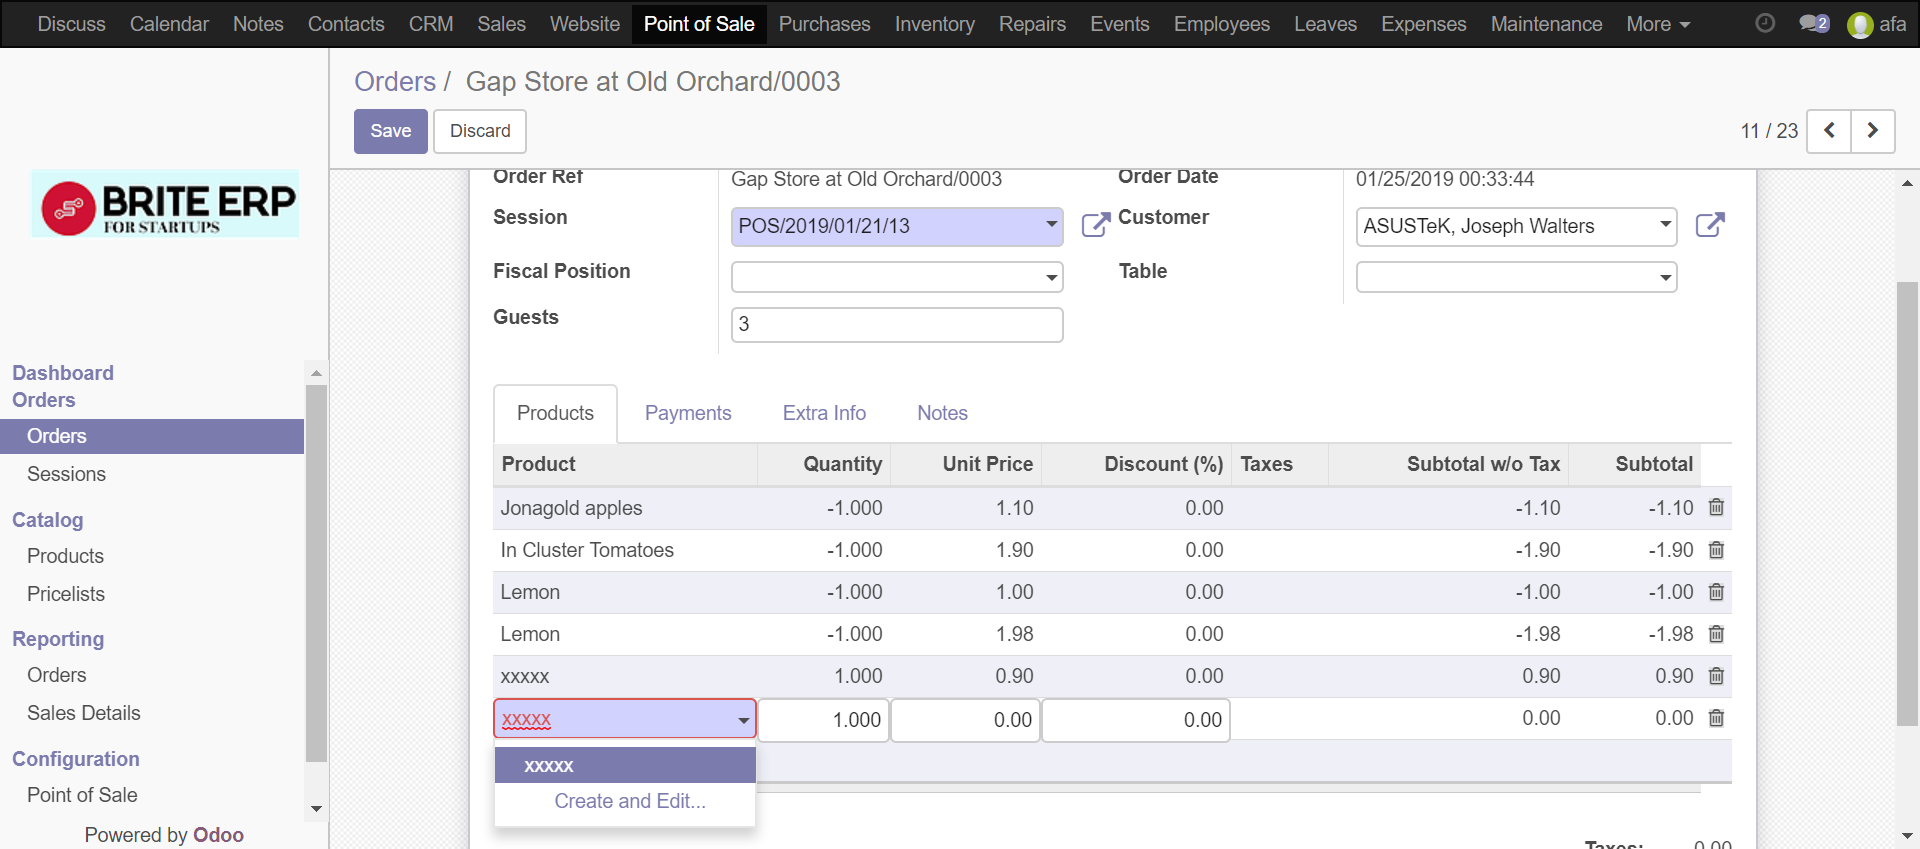 Discuss Calendar Notes Contacts CRM Sales Website Point of Sale Purchases Inventory Repairs Events Employees Leaves Expenses Maintenance More 2 afa
BRITE ERP
FOR STARTUPS
Dashboard
Orders
Orders
Sessions
Catalog
Products
Pricelists
Reporting
Orders
Sales Details
Configuration
Point of Sale
Powered by Odoo
Orders / Gap Store at Old Orchard/0003
Save Discard 11 / 23
Order Ref Gap Store at Old Orchard/0003 Order Date 01/25/2019 00:33:44
Session POS/2019/01/21/13 Customer ASUSTeK, Joseph Walters
Fiscal Position Table
Guests 3
Products Payments Extra Info Notes
Product Quantity Unit Price Discount (%) Taxes Subtotal w/o Tax Subtotal
Jonagold apples -1.000 1.10 0.00 -1.10 -1.10
In Cluster Tomatoes -1.000 1.90 0.00 -1.90 -1.90
Lemon -1.000 1.00 0.00 -1.00 -1.00
Lemon -1.000 1.98 0.00 -1.98 -1.98
xxxxx 1.000 0.90 0.00 0.90 0.90
xxxxx 1.000 0.00 0.00 0.00 0.00
xxxxx
Create and Edit...
Taxes: 0.00